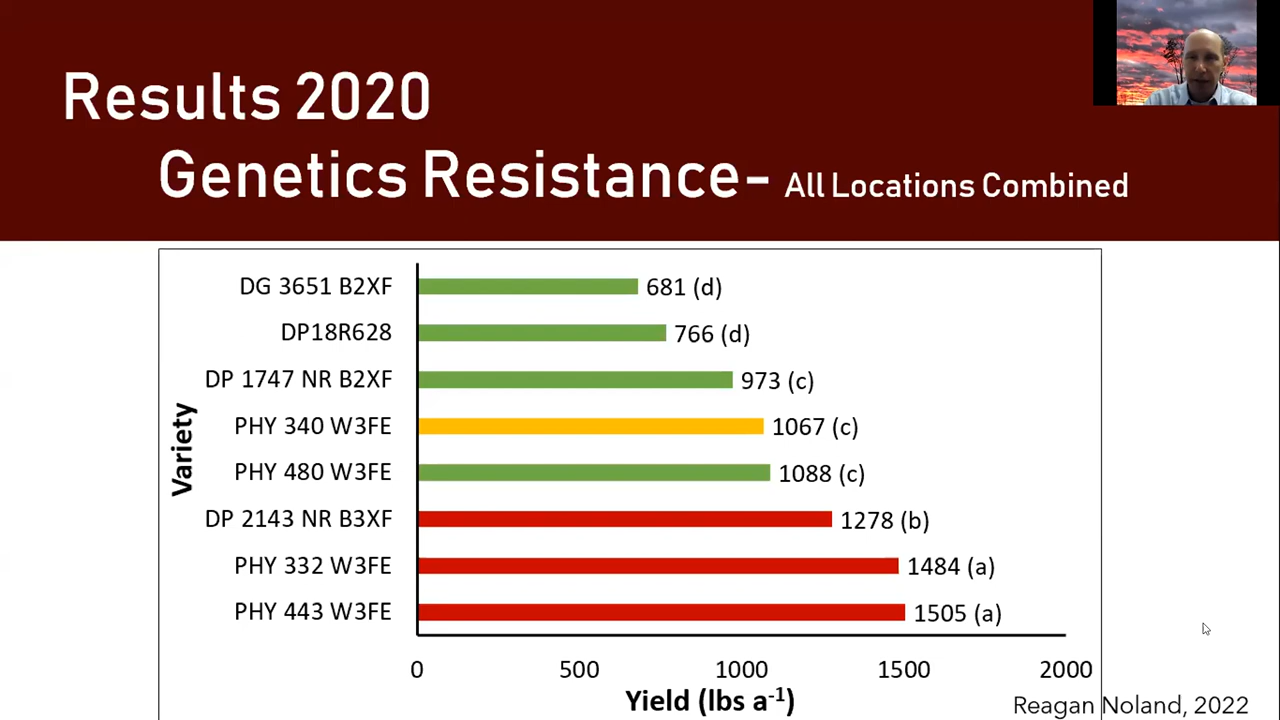 Results 2020
Genetics Resistance- All Locations Combined
DG 3651 B2XF 681 (d)
DP18R628 766 (d)
DP 1747 NR B2XF 973 (c)
PHY 340 W3FE 1067 (c)
PHY 480 W3FE 1088 (c)
DP 2143 NR B3XF 1278 (b)
PHY 332 W3FE 1484 (a)
PHY 443 W3FE 1505 (a)
Variety
0 500 1000 1500 2000
Yield (lbs a⁻¹)
Reagan Noland, 2022